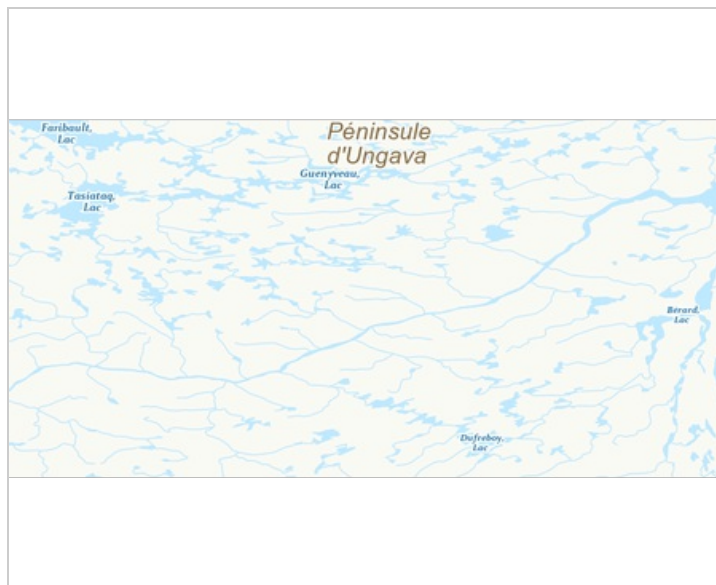 Faribault,
Lac
Péninsule
d'Ungava
Guenyveau,
Lac
Tasiataq,
Lac
Bérard,
Lac
Dufreboy,
Lac